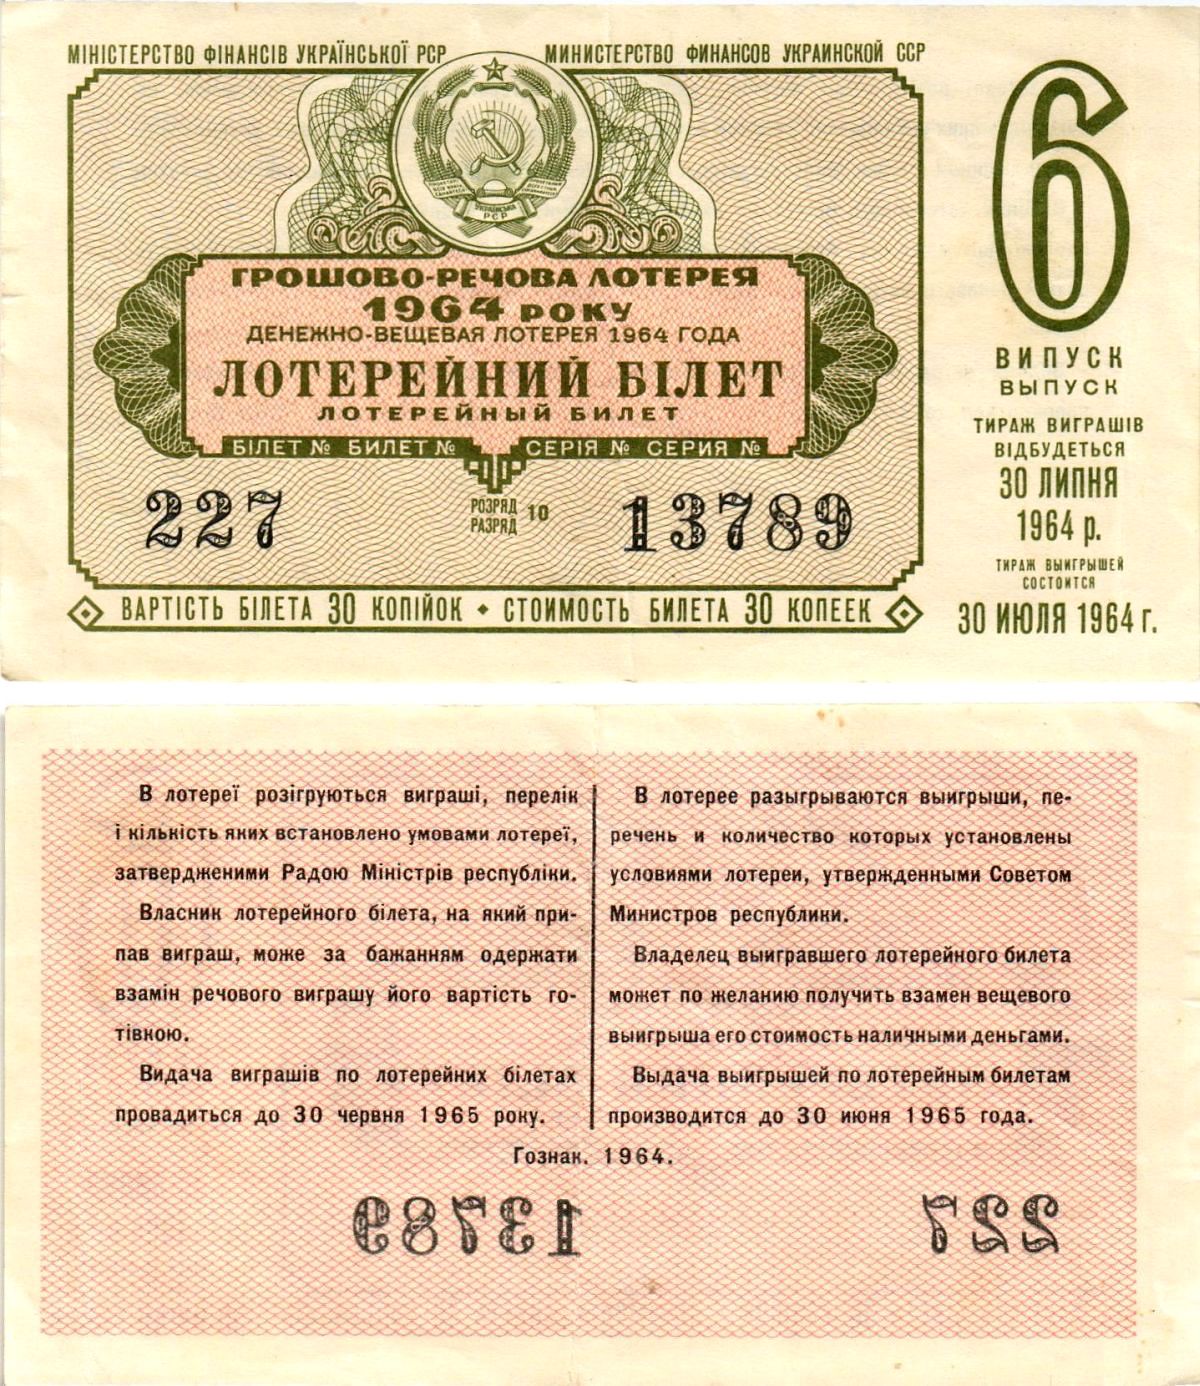 МІНІСТЕРСТВО ФІНАНСІВ УКРАЇНСЬКОЇ РСР
МИНИСТЕРСТВО ФИНАНСОВ УКРАИНСКОЙ ССР
УКРАЇНСЬКА
РСР
ГРОШОВО-РЕЧОВА ЛОТЕРЕЯ
1964 РОКУ
ДЕНЕЖНО-ВЕЩЕВАЯ ЛОТЕРЕЯ 1964 ГОДА
ЛОТЕРЕЙНИЙ БІЛЕТ
ЛОТЕРЕЙНЫЙ БИЛЕТ
БІЛЕТ № БИЛЕТ № СЕРІЯ № СЕРИЯ №
227
РОЗРЯД
РАЗРЯД
10
13789
ВАРТІСТЬ БІЛЕТА 30 КОПІЙОК • СТОИМОСТЬ БИЛЕТА 30 КОПЕЕК
6
ВИПУСК
ВЫПУСК
ТИРАЖ ВИГРАШІВ
ВІДБУДЕТЬСЯ
30 ЛИПНЯ
1964 р.
ТИРАЖ ВЫИГРЫШЕЙ
СОСТОИТСЯ
30 ИЮЛЯ 1964 г.
В лотереї розігруються виграші, перелік
і кількість яких встановлено умовами лотереї,
затвердженими Радою Міністрів республіки.
Власник лотерейного білета, на який при-
пав виграш, може за бажанням одержати
взамін речового виграшу його вартість го-
тівкою.
Видача виграшів по лотерейних білетах
провадиться до 30 червня 1965 року.
В лотерее разыгрываются выигрыши, пе-
речень и количество которых установлены
условиями лотереи, утвержденными Советом
Министров республики.
Владелец выигравшего лотерейного билета
может по желанию получить взамен вещевого
выигрыша его стоимость наличными деньгами.
Выдача выигрышей по лотерейным билетам
производится до 30 июня 1965 года.
Гознак. 1964.
13789
227